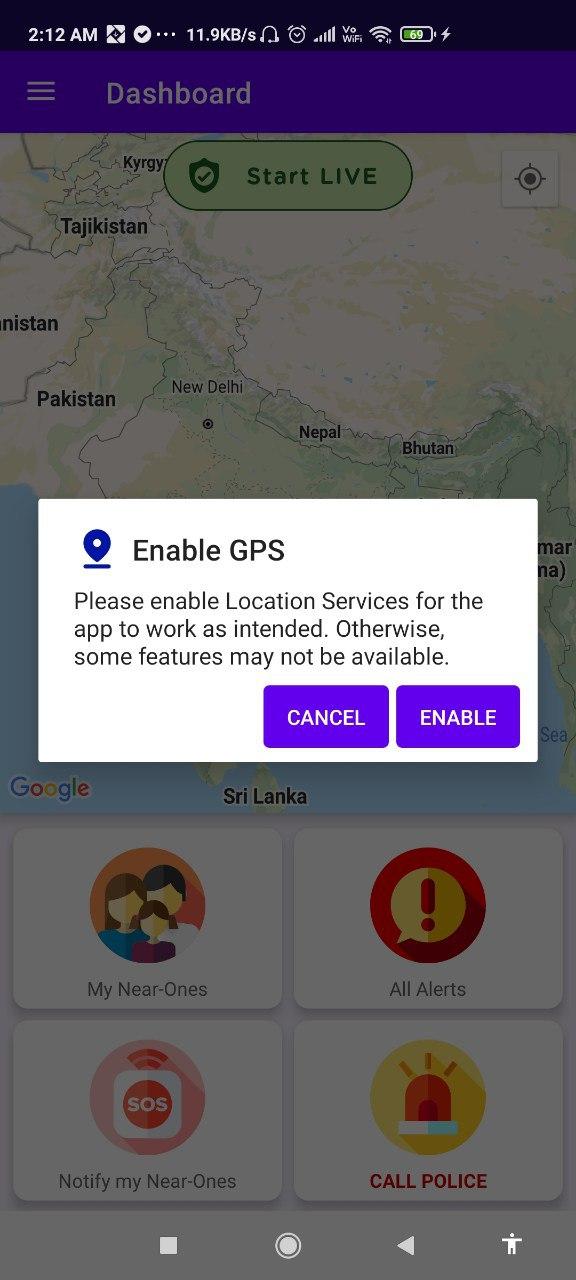 2:12 AM ... 11.9KB/s Vo WiFi 69
Dashboard
Kyrgy
Start LIVE
Tajikistan
nistan
New Delhi
Pakistan
Nepal
Bhutan
mar
na)
Enable GPS
Please enable Location Services for the
app to work as intended. Otherwise,
some features may not be available.
CANCEL ENABLE
Sea
Google
Sri Lanka
My Near-Ones
All Alerts
SOS
Notify my Near-Ones
CALL POLICE